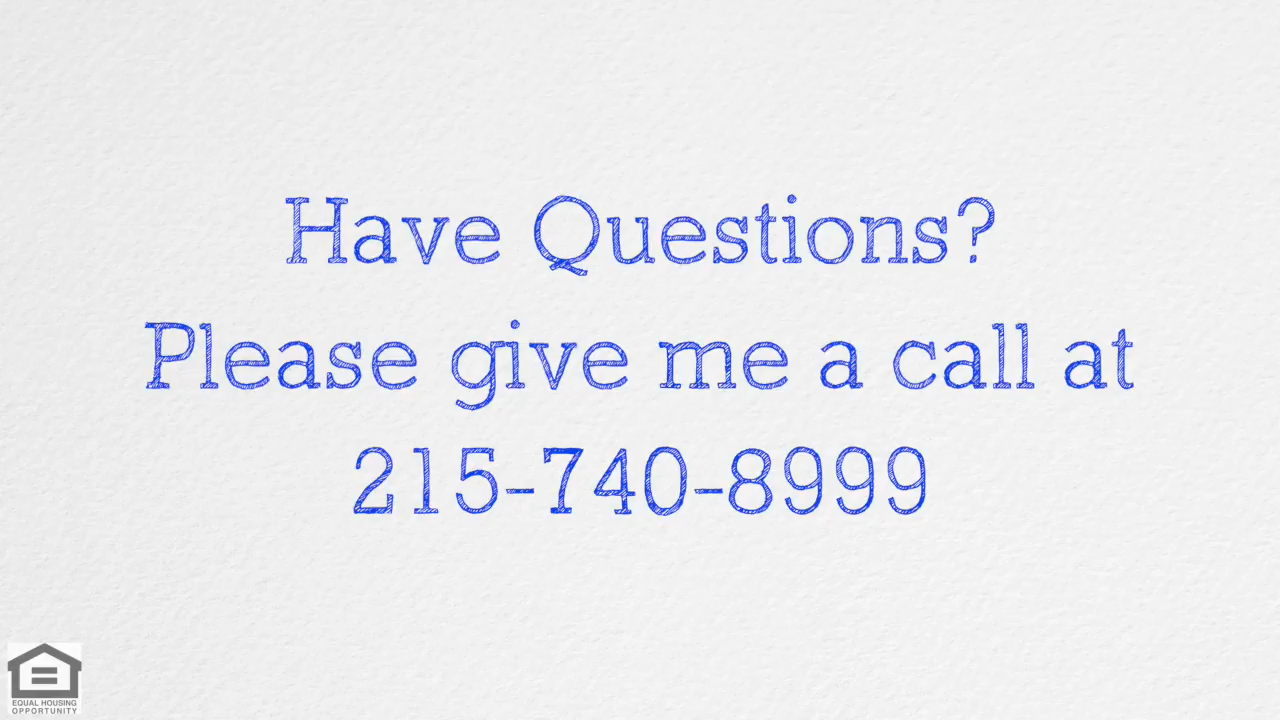 Have Questions?
Please give me a call at
215-740-8999
EQUAL HOUSING
OPPORTUNITY